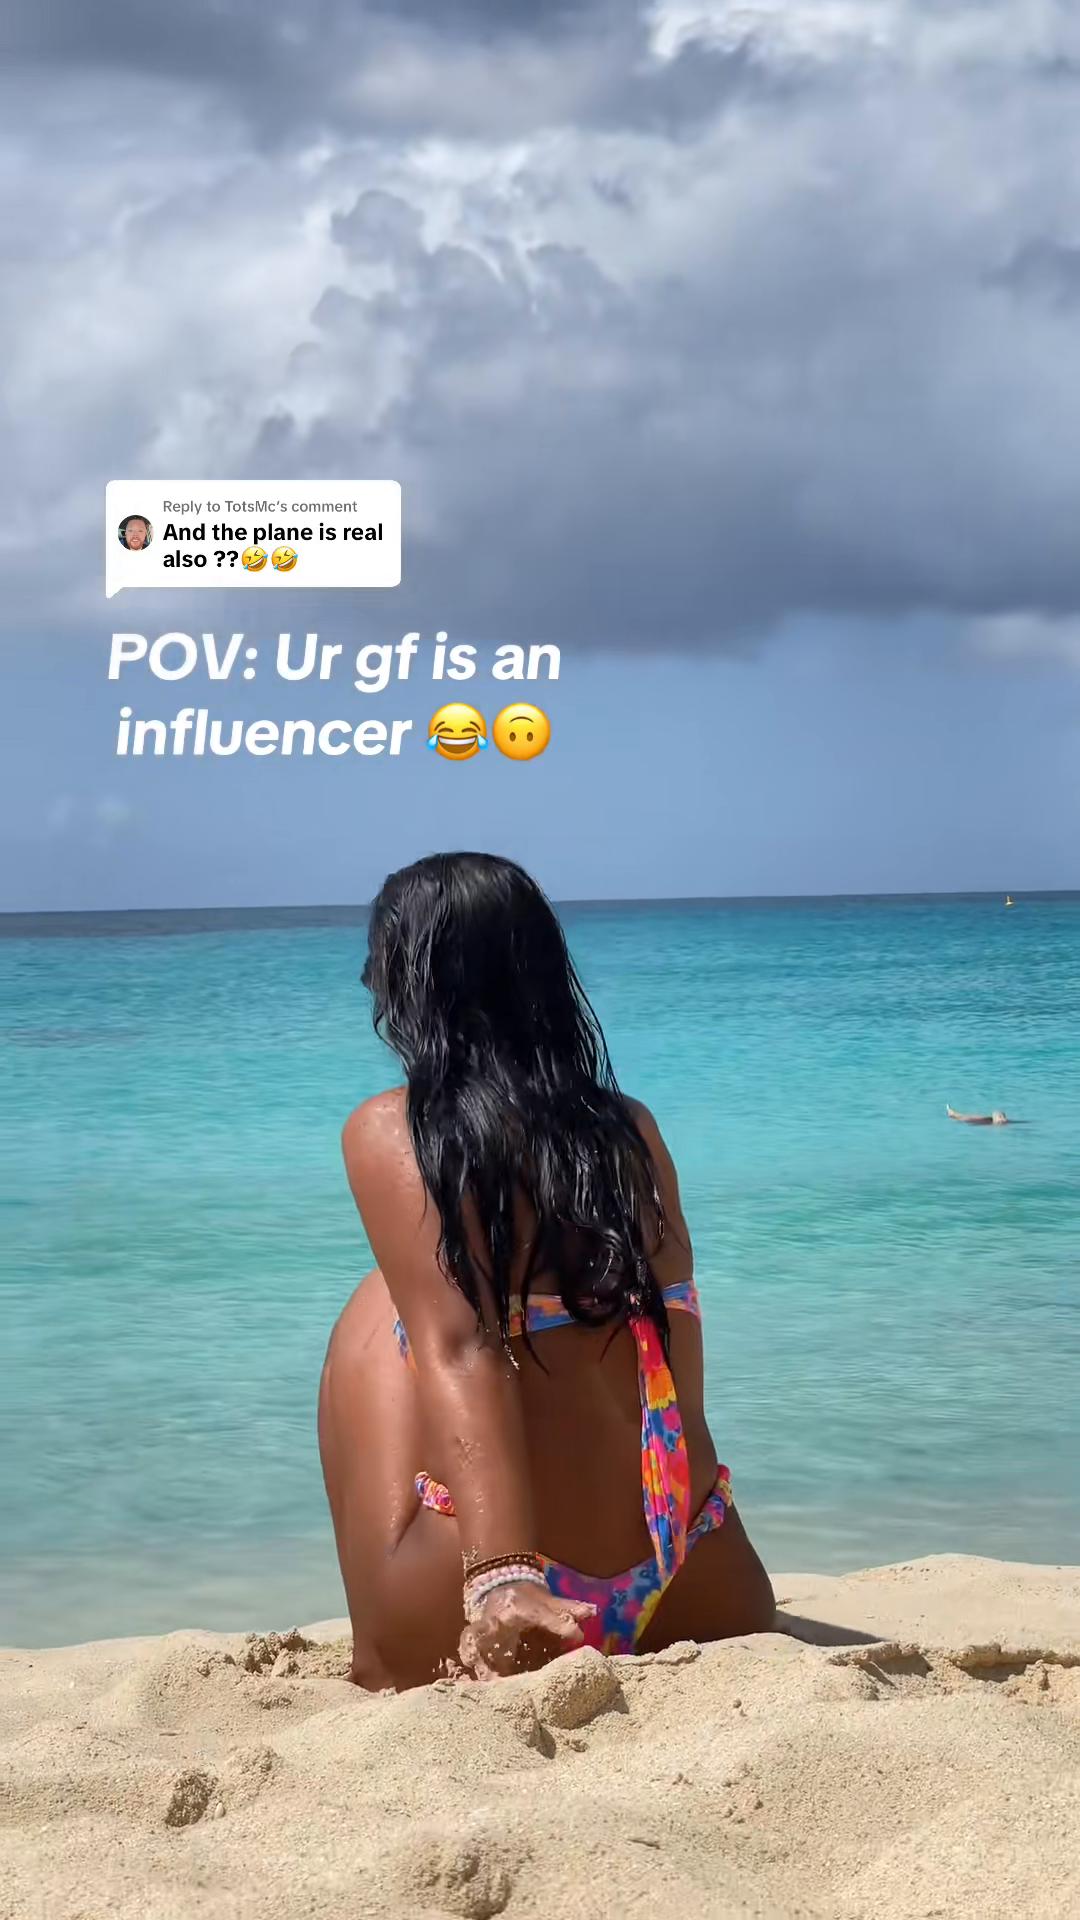 Reply to TotsMc's comment
And the plane is real
also ??🤣🤣
POV: Ur gf is an
influencer 😂🙃